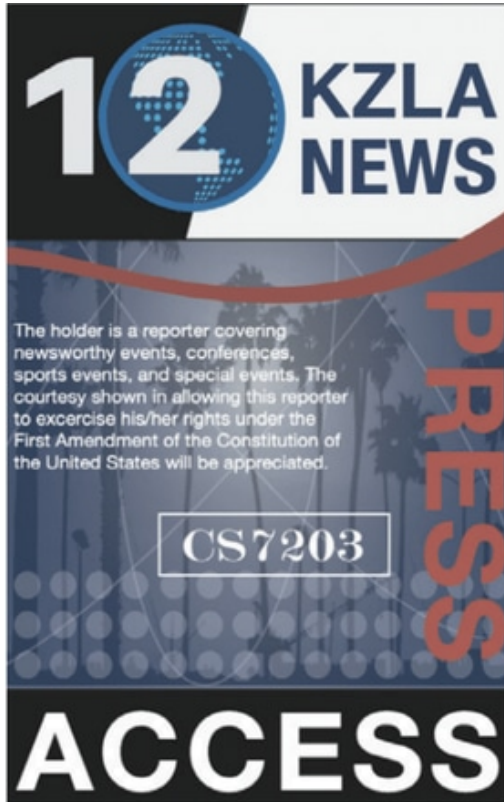 12
KZLA
NEWS
PRESS
The holder is a reporter covering
newsworthy events, conferences,
sports events, and special events. The
courtesy shown in allowing this reporter
to excercise his/her rights under the
First Amendment of the Constitution of
the United States will be appreciated.
CS7203
ACCESS